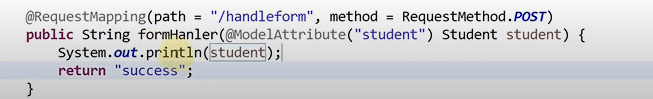 @RequestMapping(path = "/handleform", method = RequestMethod.POST)
public String formHanler(@ModelAttribute("student") Student student) {
System.out.println(student);
return "success";
}